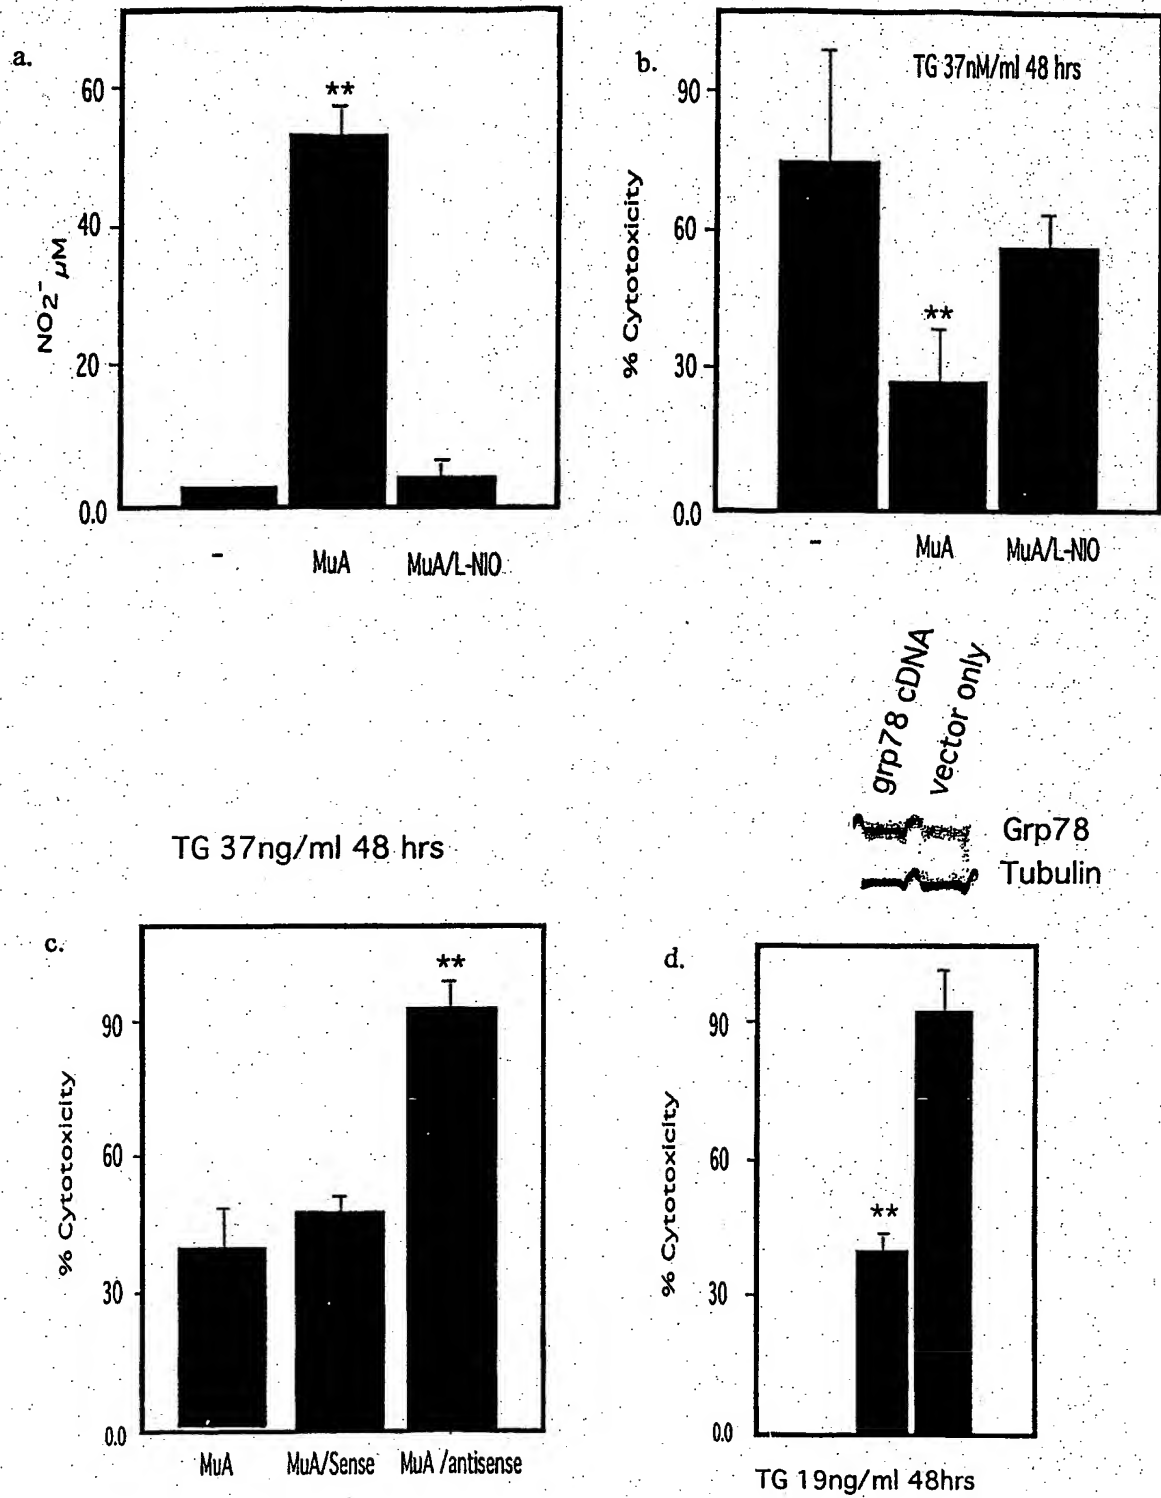 a.
60
40
20
0.0
NO2- µM
**
-
MuA
MuA/L-NIO
b.
TG 37nM/ml 48 hrs
90
60
30
0.0
% Cytotoxicity
**
-
MuA
MuA/L-NIO
grp78 cDNA
vector only
Grp78
Tubulin
TG 37ng/ml 48 hrs
c.
90
60
30
0.0
% Cytotoxicity
**
MuA
MuA/Sense
MuA /antisense
d.
90
60
30
0.0
% Cytotoxicity
**
TG 19ng/ml 48hrs